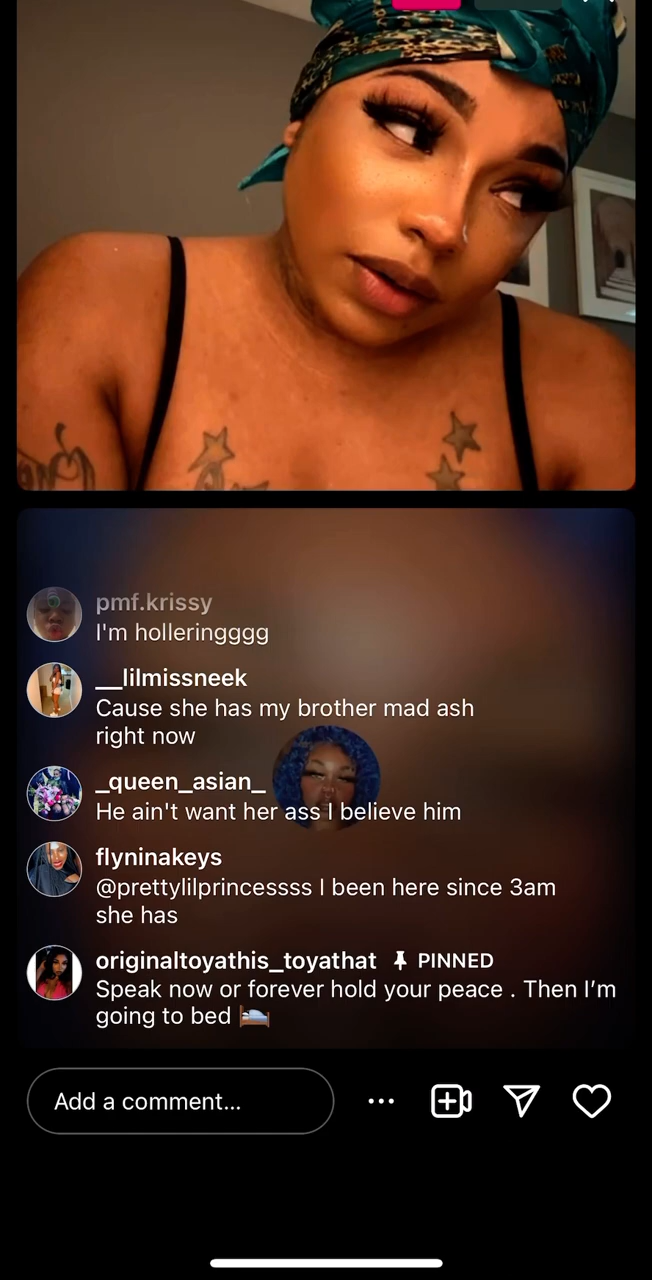 pmf.krissy
I'm holleringggg
__lilmissneek
Cause she has my brother mad ash
right now
_queen_asian_
He ain't want her ass I believe him
flyninakeys
@prettylilprincessss I been here since 3am
she has
originaltoyathis_toyathat PINNED
Speak now or forever hold your peace . Then I’m
going to bed 🛌
Add a comment...